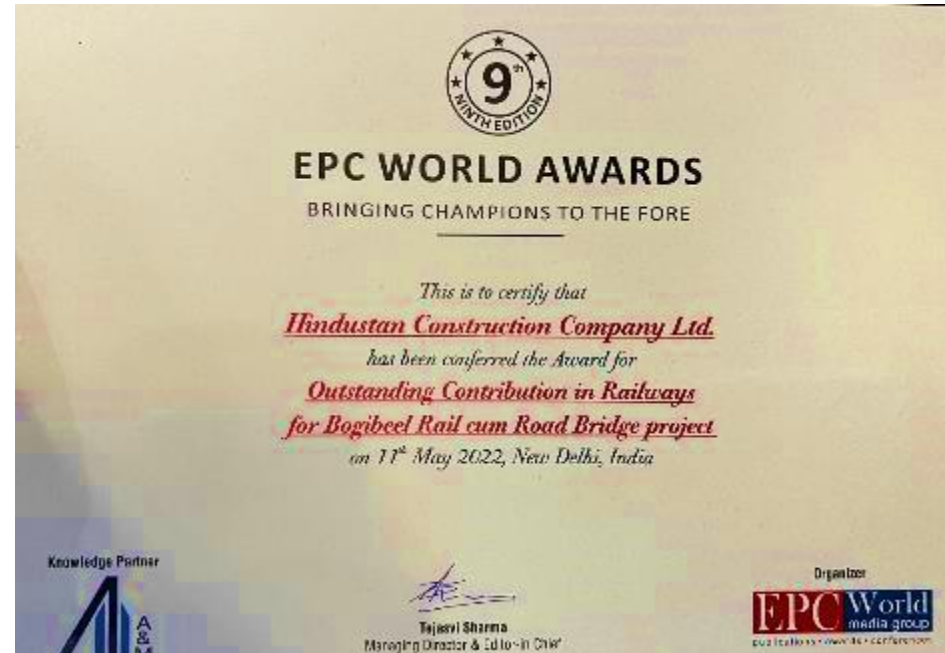 9th
NINTH EDITION
EPC WORLD AWARDS
BRINGING CHAMPIONS TO THE FORE
This is to certify that
Hindustan Construction Company Ltd.
has been conferred the Award for
Outstanding Contribution in Railways
for Bogibeel Rail cum Road Bridge project
on 11th May 2022, New Delhi, India
Knowledge Partner
A&M
Tejasvi Sharma
Managing Director & Editor-in Chief
Organizer
EPC World
media group
publications • awards • conferences